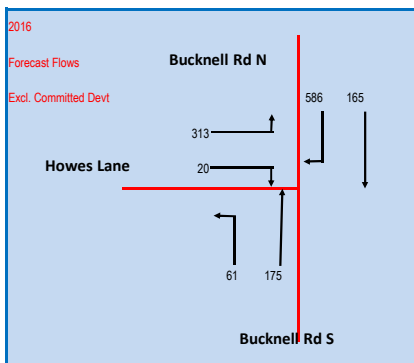 2016
Forecast Flows
Bucknell Rd N
Excl. Committed Devt
586 165
313
Howes Lane
20
61 175
Bucknell Rd S